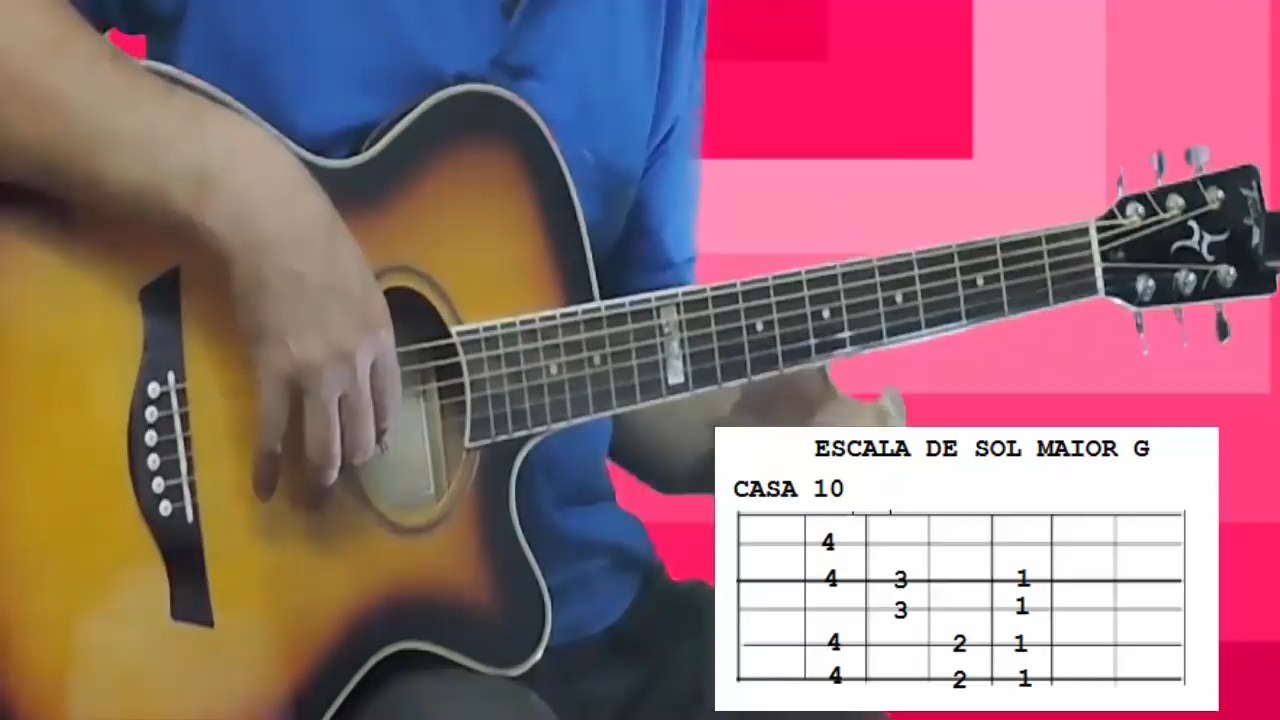 ESCALA DE SOL MAIOR G
CASA 10
4
4 3 1
3 1
4 2 1
4 2 1